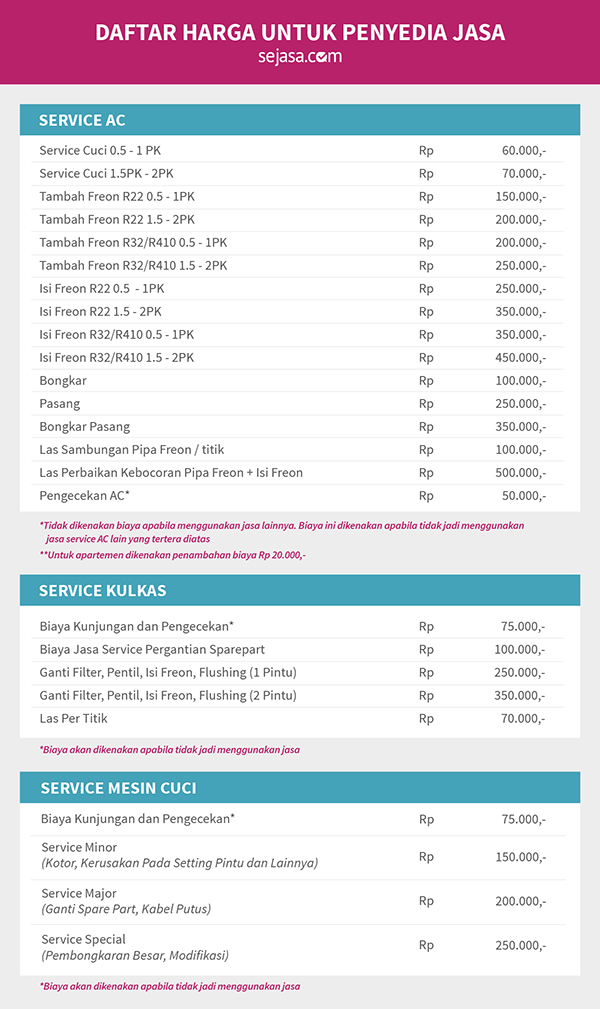 DAFTAR HARGA UNTUK PENYEDIA JASA
sejasa.com
SERVICE AC
Service Cuci 0.5 - 1 PK Rp 60.000,-
Service Cuci 1.5PK - 2PK Rp 70.000,-
Tambah Freon R22 0.5 - 1PK Rp 150.000,-
Tambah Freon R22 1.5 - 2PK Rp 200.000,-
Tambah Freon R32/R410 0.5 - 1PK Rp 200.000,-
Tambah Freon R32/R410 1.5 - 2PK Rp 250.000,-
Isi Freon R22 0.5 - 1PK Rp 250.000,-
Isi Freon R22 1.5 - 2PK Rp 350.000,-
Isi Freon R32/R410 0.5 - 1PK Rp 350.000,-
Isi Freon R32/R410 1.5 - 2PK Rp 450.000,-
Bongkar Rp 100.000,-
Pasang Rp 250.000,-
Bongkar Pasang Rp 350.000,-
Las Sambungan Pipa Freon / titik Rp 100.000,-
Las Perbaikan Kebocoran Pipa Freon + Isi Freon Rp 500.000,-
Pengecekan AC* Rp 50.000,-
*Tidak dikenakan biaya apabila menggunakan jasa lainnya. Biaya ini dikenakan apabila tidak jadi menggunakan
jasa service AC lain yang tertera diatas
**Untuk apartemen dikenakan penambahan biaya Rp 20.000,-
SERVICE KULKAS
Biaya Kunjungan dan Pengecekan* Rp 75.000,-
Biaya Jasa Service Pergantian Sparepart Rp 100.000,-
Ganti Filter, Pentil, Isi Freon, Flushing (1 Pintu) Rp 250.000,-
Ganti Filter, Pentil, Isi Freon, Flushing (2 Pintu) Rp 350.000,-
Las Per Titik Rp 70.000,-
*Biaya akan dikenakan apabila tidak jadi menggunakan jasa
SERVICE MESIN CUCI
Biaya Kunjungan dan Pengecekan* Rp 75.000,-
Service Minor
(Kotor, Kerusakan Pada Setting Pintu dan Lainnya) Rp 150.000,-
Service Major
(Ganti Spare Part, Kabel Putus) Rp 200.000,-
Service Special
(Pembongkaran Besar, Modifikasi) Rp 250.000,-
*Biaya akan dikenakan apabila tidak jadi menggunakan jasa